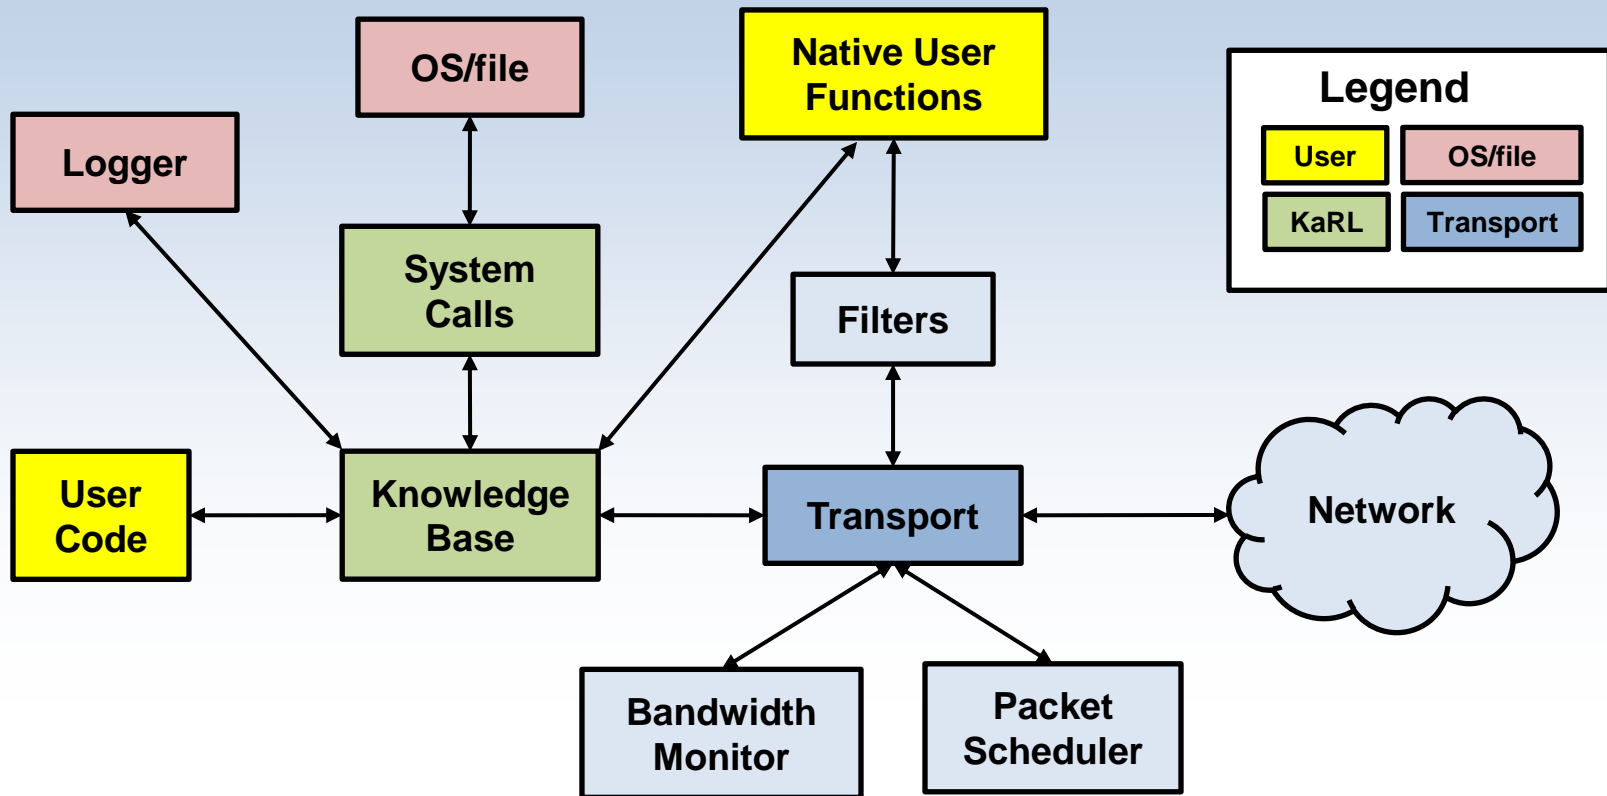 OS/file
Native User
Functions
Legend
User
OS/file
KaRL
Transport
Logger
System
Calls
Filters
User
Code
Knowledge
Base
Transport
Network
Bandwidth
Monitor
Packet
Scheduler